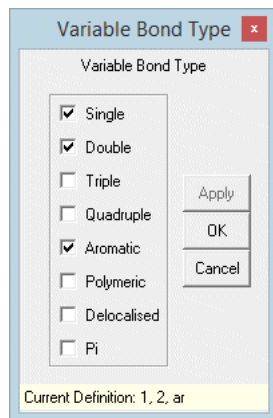 Variable Bond Type
Variable Bond Type
Single
Double
Triple
Quadruple
Aromatic
Polymeric
Delocalised
Pi
Apply
OK
Cancel
Current Definition: 1, 2, ar